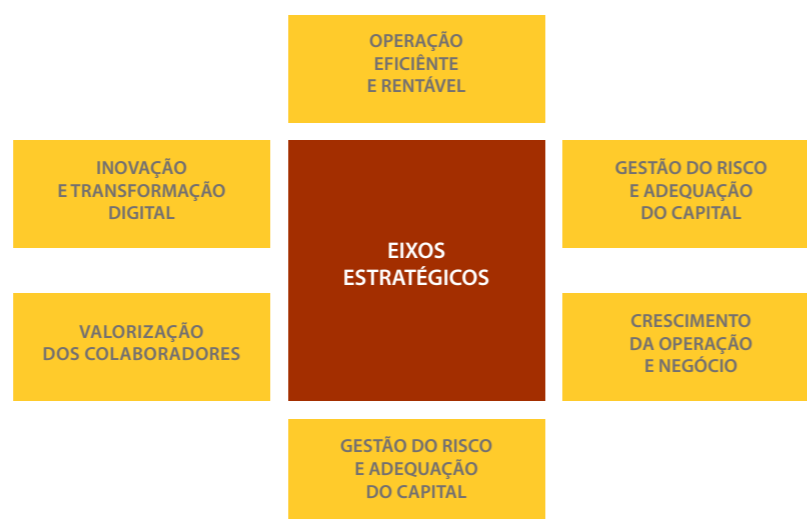 OPERAÇÃO
EFICIÊNTE
E RENTÁVEL
INOVAÇÃO
E TRANSFORMAÇÃO
DIGITAL
GESTÃO DO RISCO
E ADEQUAÇÃO
DO CAPITAL
EIXOS
ESTRATÉGICOS
VALORIZAÇÃO
DOS COLABORADORES
CRESCIMENTO
DA OPERAÇÃO
E NEGÓCIO
GESTÃO DO RISCO
E ADEQUAÇÃO
DO CAPITAL